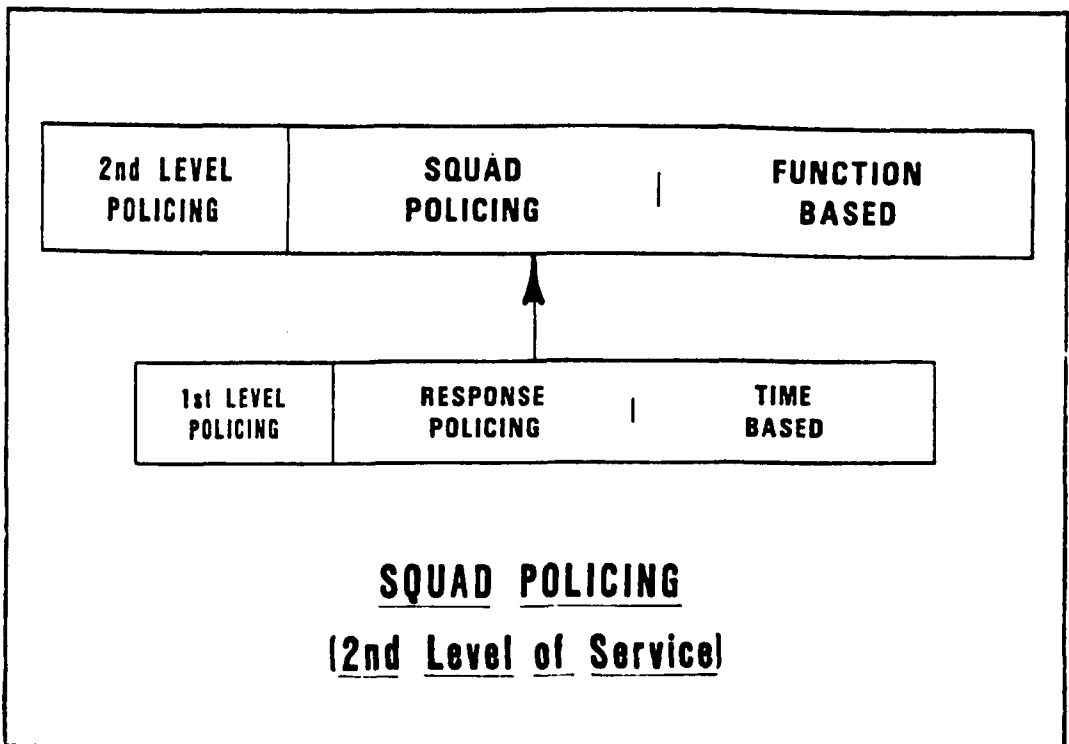 2nd LEVEL
POLICING
SQUAD
POLICING
|
FUNCTION
BASED
1st LEVEL
POLICING
RESPONSE
POLICING
|
TIME
BASED
SQUAD POLICING
(2nd Level of Service)